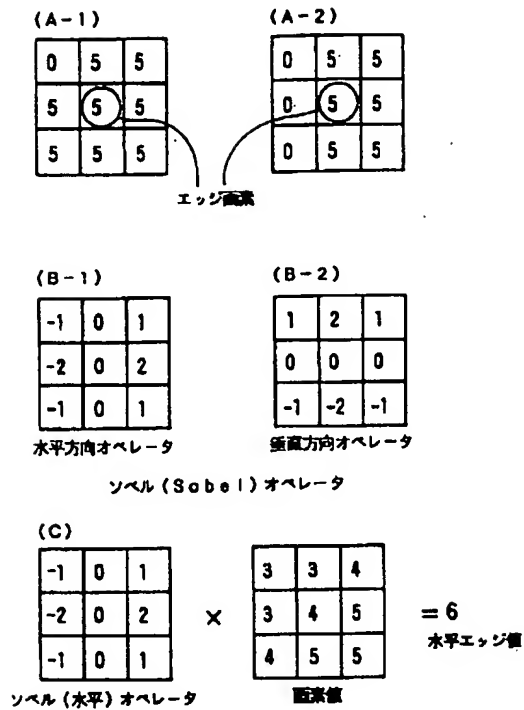 (A-1) (A-2)
0 5 5 0 5 5
5 5 5 0 5 5
5 5 5 0 5 5
エッジ画素
(B-1) (B-2)
-1 0 1 1 2 1
-2 0 2 0 0 0
-1 0 1 -1 -2 -1
水平方向オペレータ 垂直方向オペレータ
ソベル(Sobel)オペレータ
(C)
-1 0 1 3 3 4
-2 0 2 × 3 4 5 =6
-1 0 1 4 5 5 水平エッジ値
ソベル(水平)オペレータ 画素値